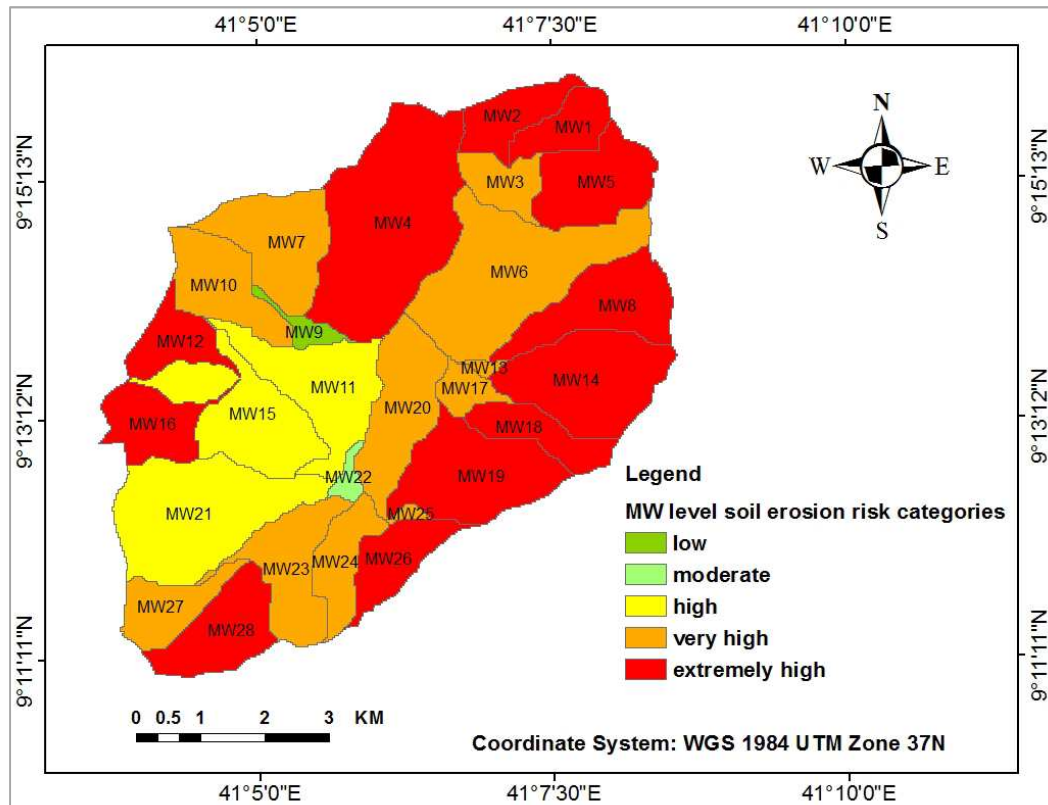 41°5'0"E 41°7'30"E 41°10'0"E
N
W E
S
9°15'13"N 9°15'13"N
9°13'12"N 9°13'12"N
9°11'11"N 9°11'11"N
MW2
MW1
MW3
MW5
MW4
MW7
MW6
MW10
MW8
MW9
MW12
MW13
MW11
MW17
MW14
MW20
MW15
MW16
MW18
MW22
MW19
MW21
MW25
MW24
MW26
MW23
MW27
MW28
Legend
MW level soil erosion risk categories
low
moderate
high
very high
extremely high
0 0.5 1 2 3 KM
Coordinate System: WGS 1984 UTM Zone 37N
41°5'0"E 41°7'30"E 41°10'0"E